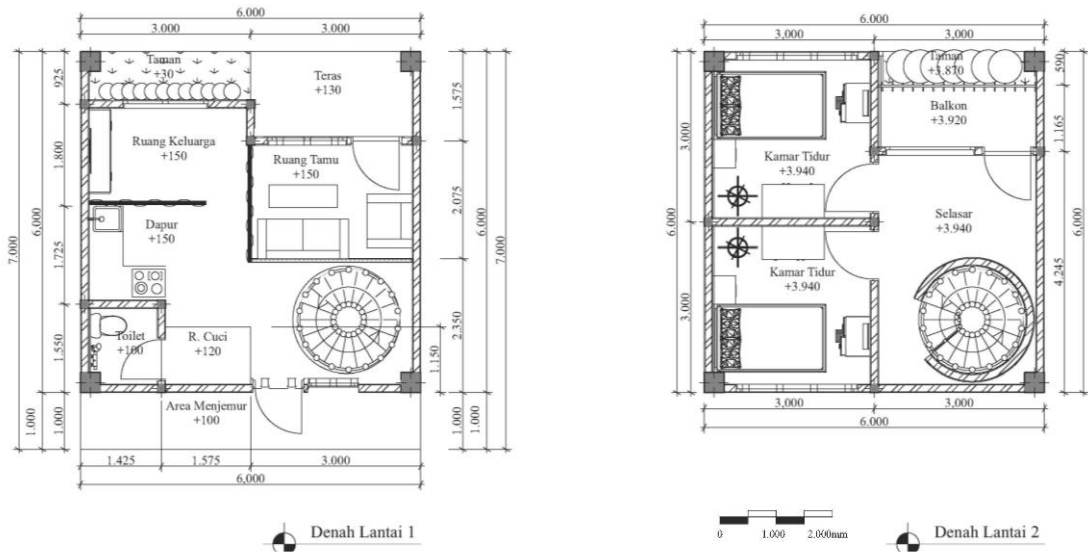 6.000
3.000 3.000
7.000
6.000
925
1.800
1.725
1.550
1.000
1.000
Taman
+30
Teras
+130
Ruang Keluarga
+150
Ruang Tamu
+150
Dapur
+150
Toilet
+100
R. Cuci
+120
Area Menjemur
+100
1.575
2.075
2.350
1.150
1.000
1.000
6.000
7.000
1.425 1.575 3.000
6.000
Denah Lantai 1
6.000
3,000 3,000
6.000
3.000
3.000
Taman
+3.870
Balkon
+3.920
Kamar Tidur
+3.940
Selasar
+3.940
Kamar Tidur
+3.940
590
1.165
4.245
6.000
3,000 3,000
6.000
0 1.000 2.000mm
Denah Lantai 2